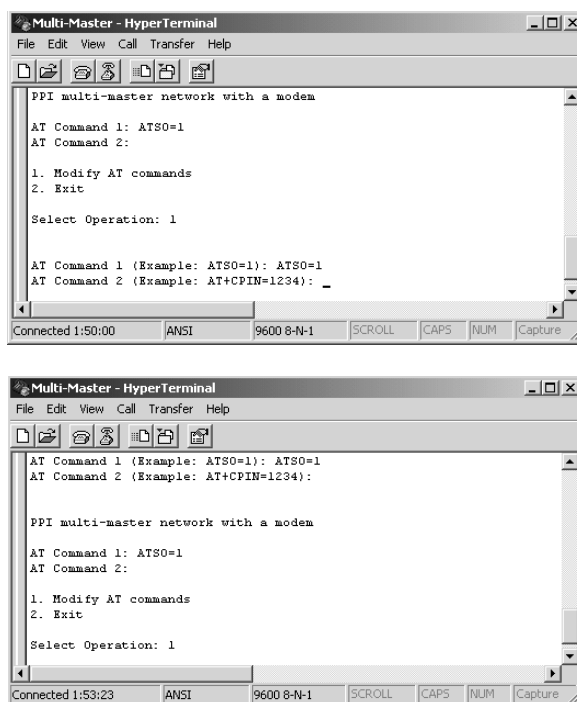 Multi-Master - HyperTerminal
File Edit View Call Transfer Help
PPI multi-master network with a modem
AT Command 1: ATS0=1
AT Command 2:
1. Modify AT commands
2. Exit
Select Operation: 1
AT Command 1 (Example: ATS0=1): ATS0=1
AT Command 2 (Example: AT+CPIN=1234): _
Connected 1:50:00 ANSI 9600 8-N-1 SCROLL CAPS NUM Capture
Multi-Master - HyperTerminal
File Edit View Call Transfer Help
AT Command 1 (Example: ATS0=1): ATS0=1
AT Command 2 (Example: AT+CPIN=1234):
PPI multi-master network with a modem
AT Command 1: ATS0=1
AT Command 2:
1. Modify AT commands
2. Exit
Select Operation: 1
Connected 1:53:23 ANSI 9600 8-N-1 SCROLL CAPS NUM Capture